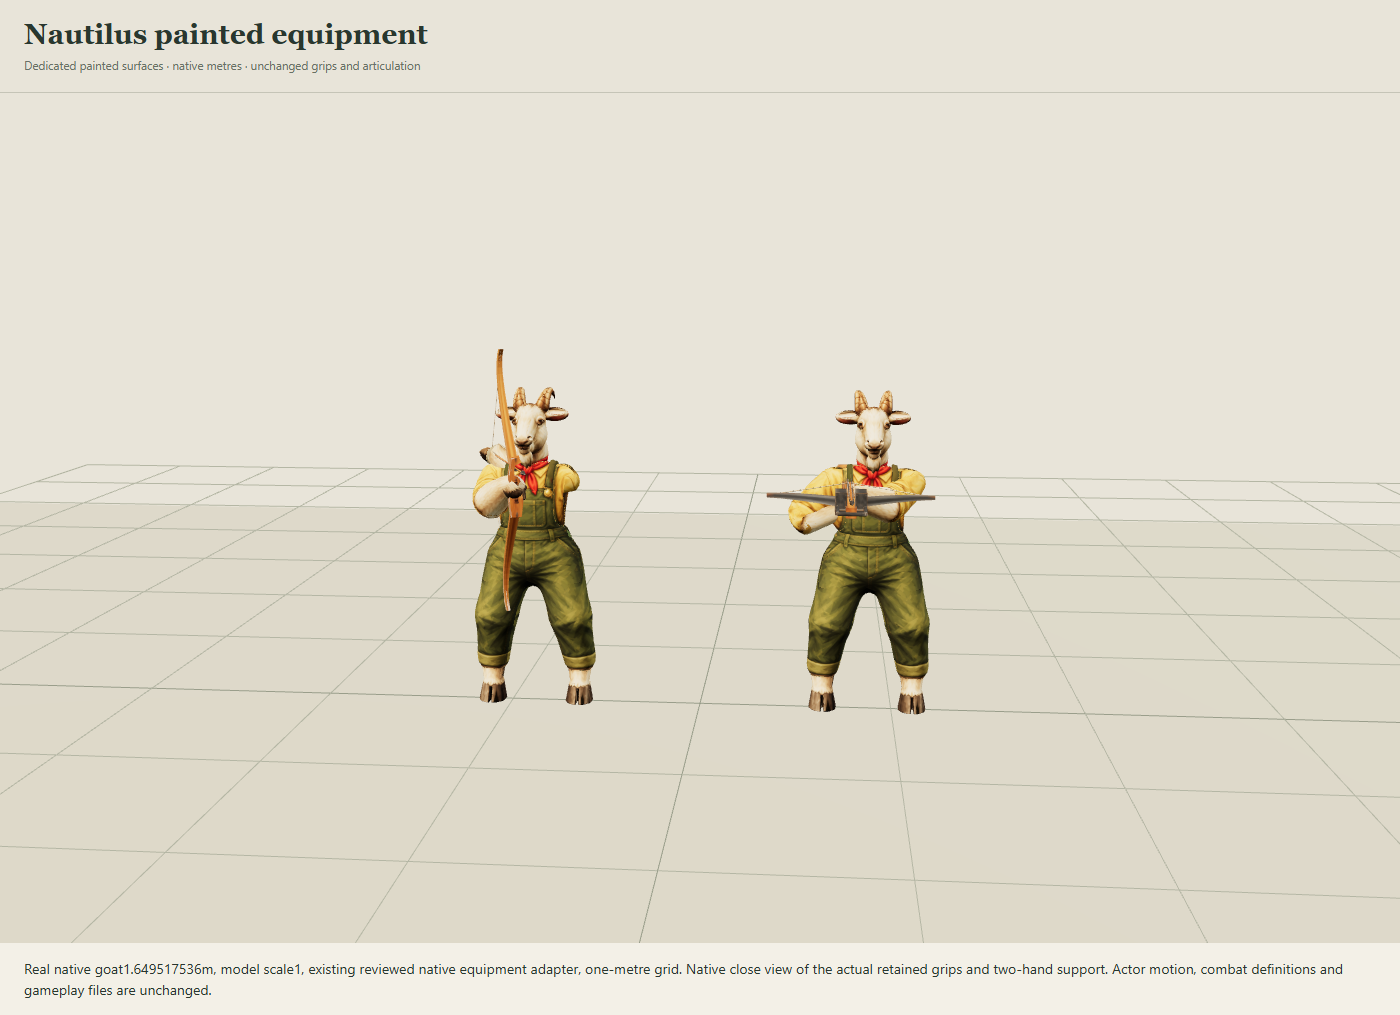 Nautilus painted equipment
Dedicated painted surfaces · native metres · unchanged grips and articulation
Real native goat1.649517536m, model scale1, existing reviewed native equipment adapter, one-metre grid. Native close view of the actual retained grips and two-hand support. Actor motion, combat definitions and
gameplay files are unchanged.